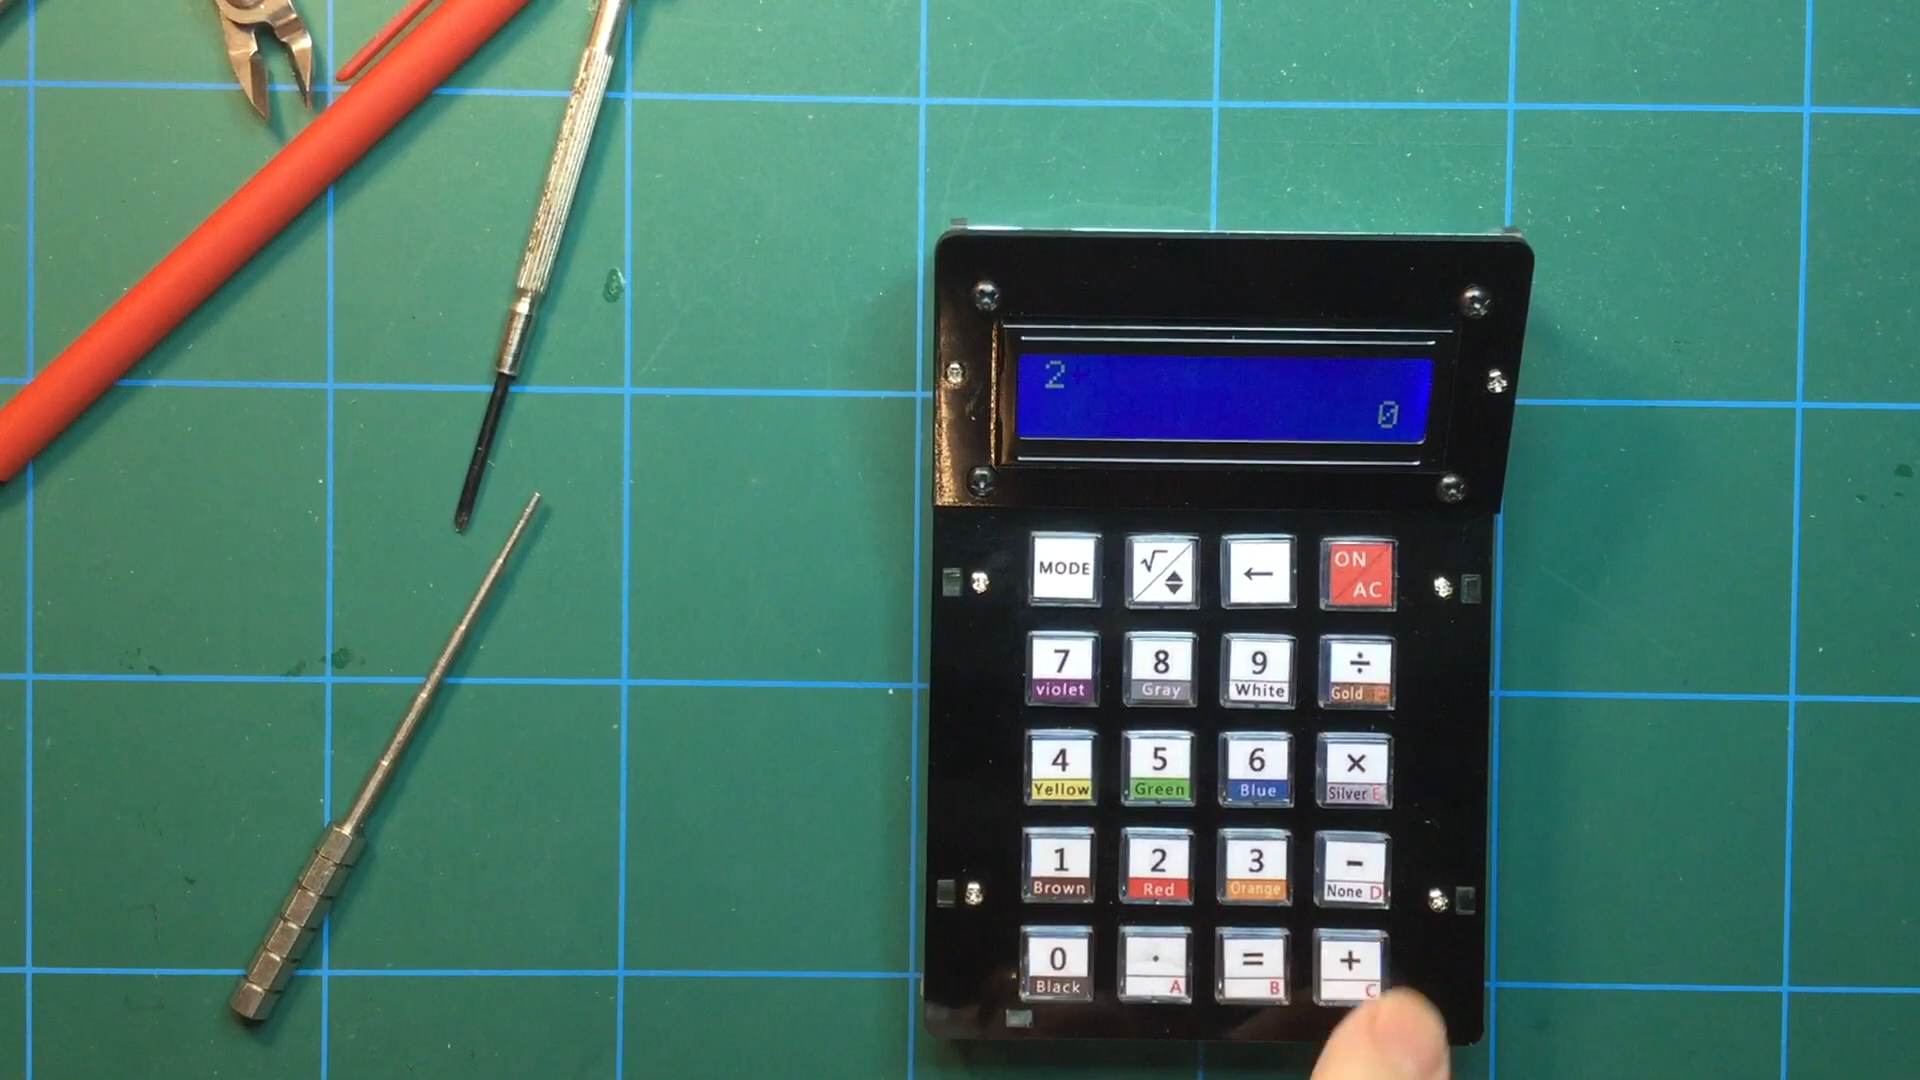 2
0
MODE √ ← ON AC
7 8 9 ÷
violet Gray White Gold
4 5 6 ×
Yellow Green Blue Silver E
1 2 3 -
Brown Red Orange None D
0 . = +
Black A B C